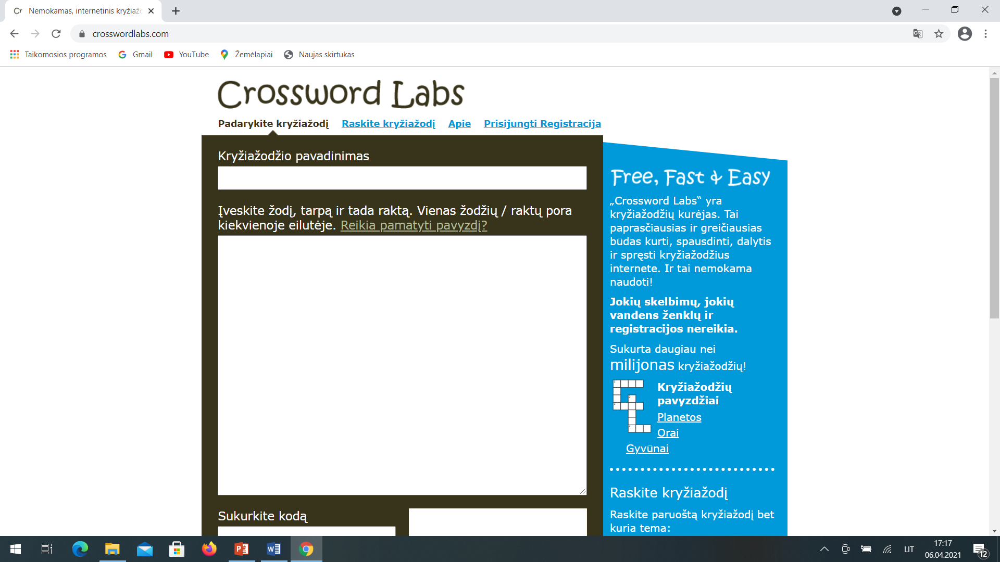 Nemokamas, internetinis kryžiažo
crosswordlabs.com
Taikomosios programos Gmail YouTube Žemėlapiai Naujas skirtukas
Crossword Labs
Padarykite kryžiažodį Raskite kryžiažodį Apie Prisijungti Registracija
Kryžiažodžio pavadinimas
Įveskite žodį, tarpą ir tada raktą. Vienas žodžių / raktų pora
kiekvienoje eilutėje. Reikia pamatyti pavyzdį?
Sukurkite kodą
Free, Fast & Easy
„Crossword Labs“ yra
kryžiažodžių kūrėjas. Tai
paprasčiausias ir greičiausias
būdas kurti, spausdinti, dalytis
ir spręsti kryžiažodžius
internete. Ir tai nemokama
naudoti!
Jokių skelbimų, jokių
vandens ženklų ir
registracijos nereikia.
Sukurta daugiau nei
milijonas kryžiažodžių!
Kryžiažodžių
pavyzdžiai
Planetos
Orai
Gyvūnai
Raskite kryžiažodį
Raskite paruoštą kryžiažodį bet
kuria tema:
LIT
17:17
06.04.2021
12